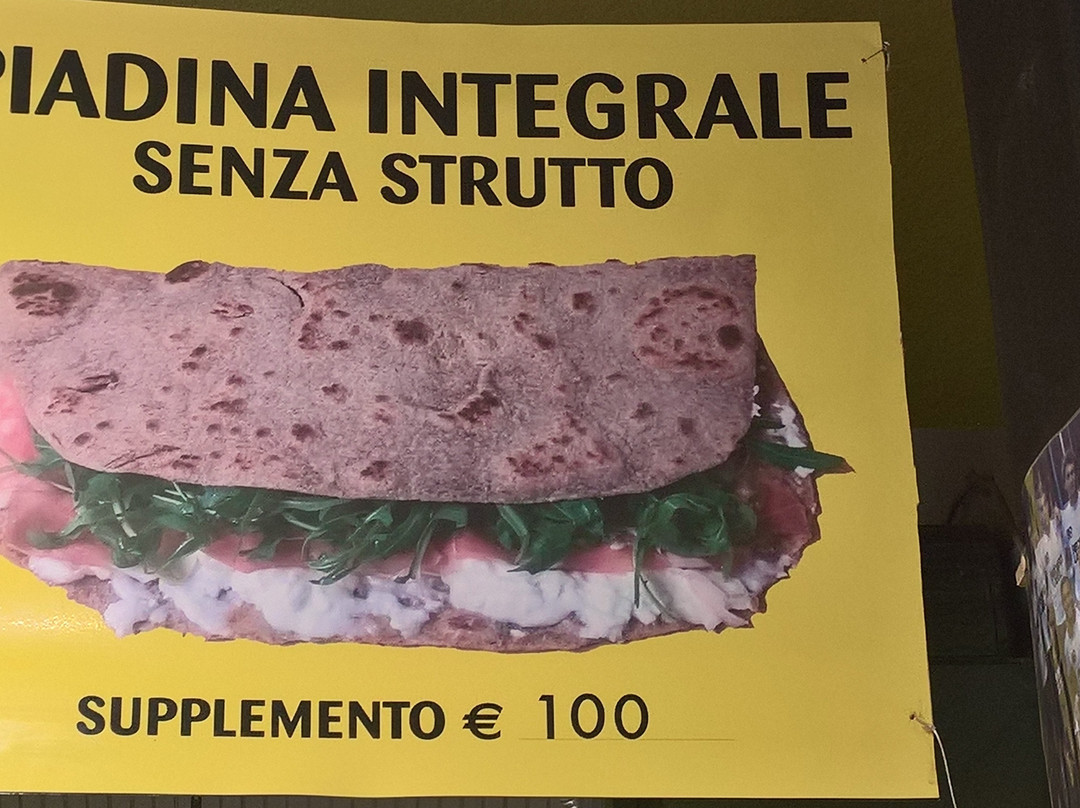 PIADINA INTEGRALE
SENZA STRUTTO
SUPPLEMENTO € 100